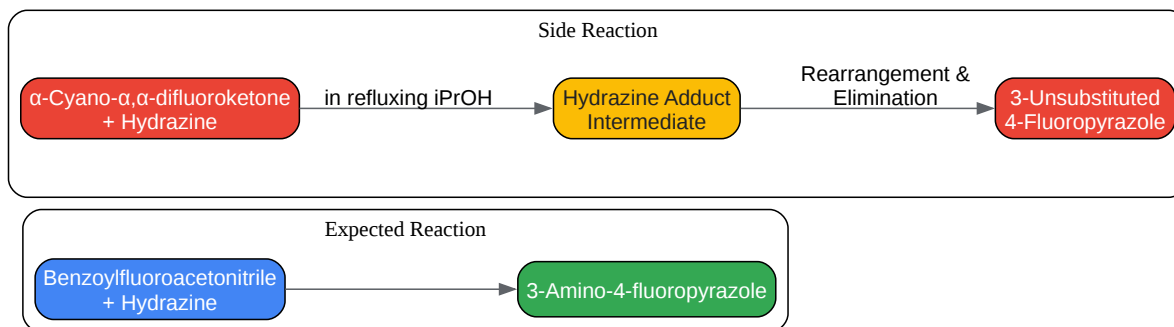 Side Reaction
α-Cyano-α,α-difluoroketone
+ Hydrazine
in refluxing iPrOH
Hydrazine Adduct
Intermediate
Rearrangement &
Elimination
3-Unsubstituted
4-Fluoropyrazole
Expected Reaction
Benzoylfluoroacetonitrile
+ Hydrazine
3-Amino-4-fluoropyrazole